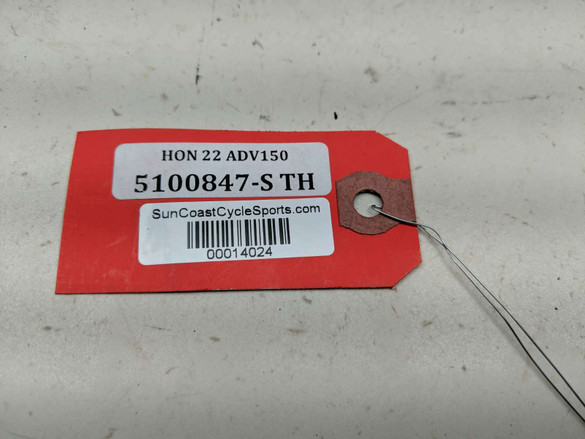 HON 22 ADV150
5100847-S TH
SunCoastCycleSports.com
00014024